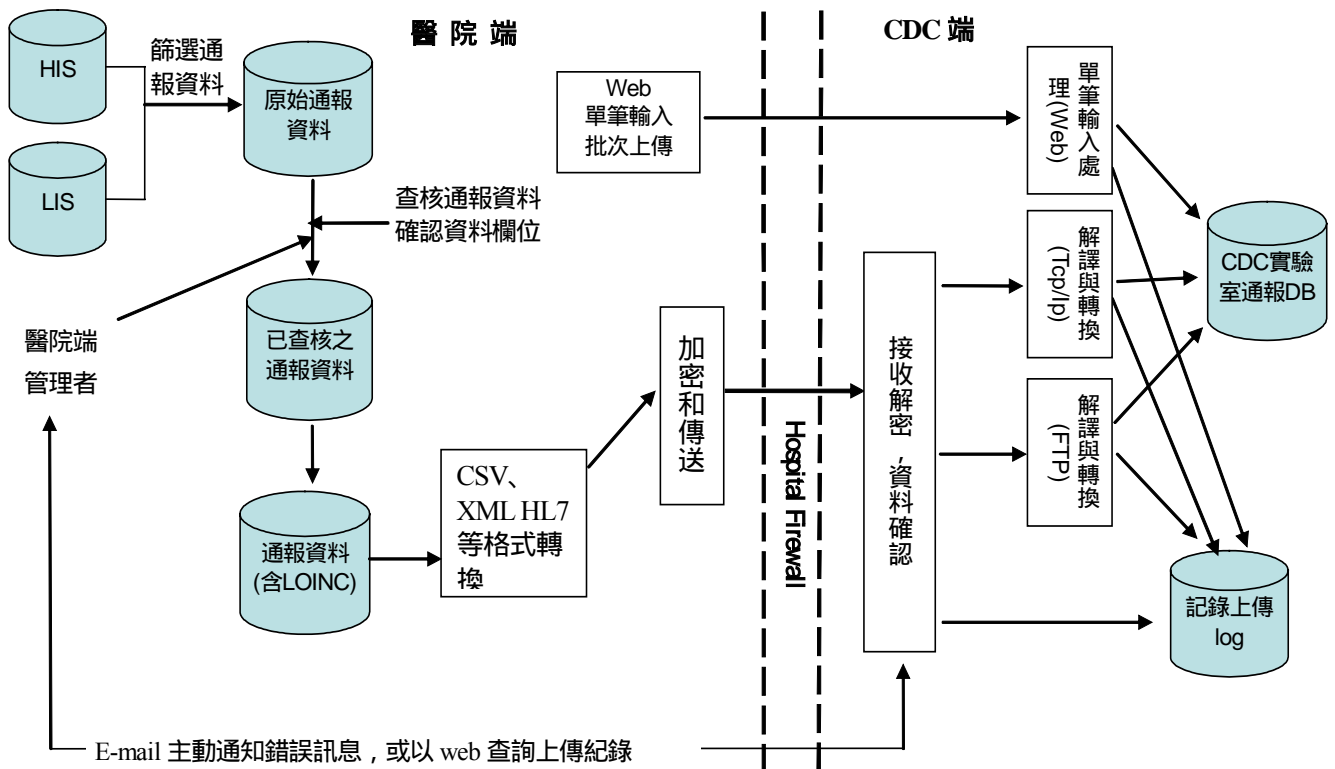 醫 院 端
CDC 端
HIS
LIS
篩選通
報資料
原始通報
資料
Web
單筆輸入
批次上傳
單筆輸入處
理(Web)
查核通報資料
確認資料欄位
醫院端
管理者
已查核之
通報資料
通報資料
(含LOINC)
CSV、
XML HL7
等格式轉
換
加密和傳送
Hospital Firewall
接收解密，資料確認
解譯與轉換
(Tcp/Ip)
解譯與轉換
(FTP)
CDC實驗
室通報DB
記錄上傳
log
E-mail 主動通知錯誤訊息，或以 web 查詢上傳紀錄